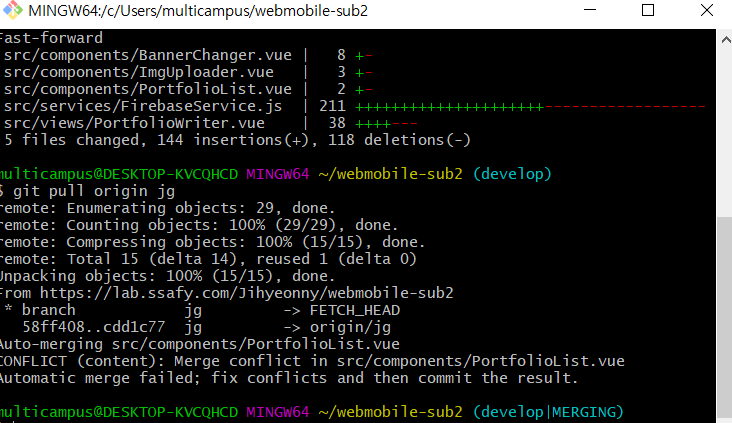 MINGW64:/c/Users/multicampus/webmobile-sub2
Fast-forward
src/components/BannerChanger.vue | 8 +-
src/components/ImgUploader.vue | 3 +-
src/components/PortfolioList.vue | 2 +-
src/services/FirebaseService.js | 211 +++++++++++++++++++++------------------
src/views/PortfolioWriter.vue | 38 ++++---
5 files changed, 144 insertions(+), 118 deletions(-)
multicampus@DESKTOP-KVCQHCD MINGW64 ~/webmobile-sub2 (develop)
$ git pull origin jg
remote: Enumerating objects: 29, done.
remote: Counting objects: 100% (29/29), done.
remote: Compressing objects: 100% (15/15), done.
remote: Total 15 (delta 14), reused 1 (delta 0)
Unpacking objects: 100% (15/15), done.
From https://lab.ssafy.com/Jihyeonny/webmobile-sub2
* branch jg -> FETCH_HEAD
58ff408..cdd1c77 jg -> origin/jg
Auto-merging src/components/PortfolioList.vue
CONFLICT (content): Merge conflict in src/components/PortfolioList.vue
Automatic merge failed; fix conflicts and then commit the result.
multicampus@DESKTOP-KVCQHCD MINGW64 ~/webmobile-sub2 (develop|MERGING)